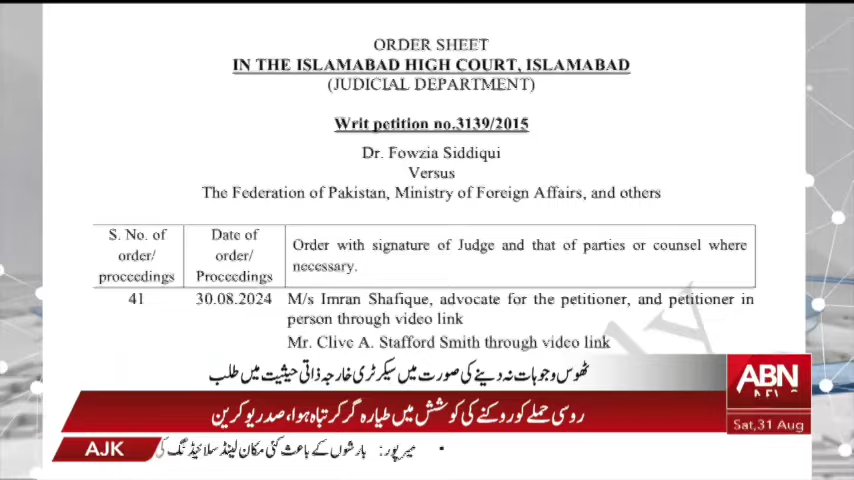 ORDER SHEET
IN THE ISLAMABAD HIGH COURT, ISLAMABAD
(JUDICIAL DEPARTMENT)
Writ petition no.3139/2015
Dr. Fowzia Siddiqui
Versus
The Federation of Pakistan, Ministry of Foreign Affairs, and others
S. No. of order/ proceedings
Date of order/ Proceedings
Order with signature of Judge and that of parties or counsel where
necessary.
41
30.08.2024
M/s Imran Shafique, advocate for the petitioner, and petitioner in
person through video link
Mr. Clive A. Stafford Smith through video link
ٹھوس وجوہات نہ دینے کی صورت میں سیکرٹری خارجہ ذاتی حیثیت میں طلب
روسی حملے کو روکنے کی کوشش میں طیارہ گر کر تباہ ہوا، صدر یوکرین
ABN
Sat,31 Aug
AJK
میرپور: بارشوں کے باعث کئی مکان لینڈ سلائیڈنگ کی